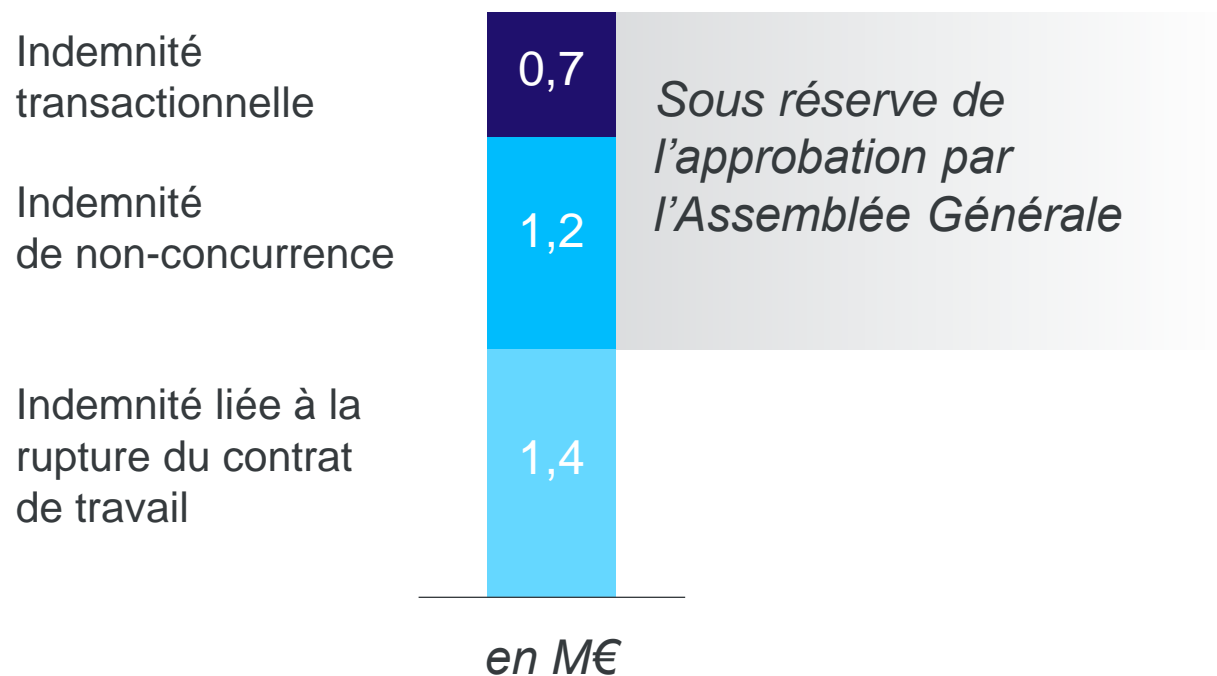 Indemnité
transactionnelle
0,7
Sous réserve de
l’approbation par
l’Assemblée Générale
Indemnité
de non-concurrence
1,2
Indemnité liée à la
rupture du contrat
de travail
1,4
en M€